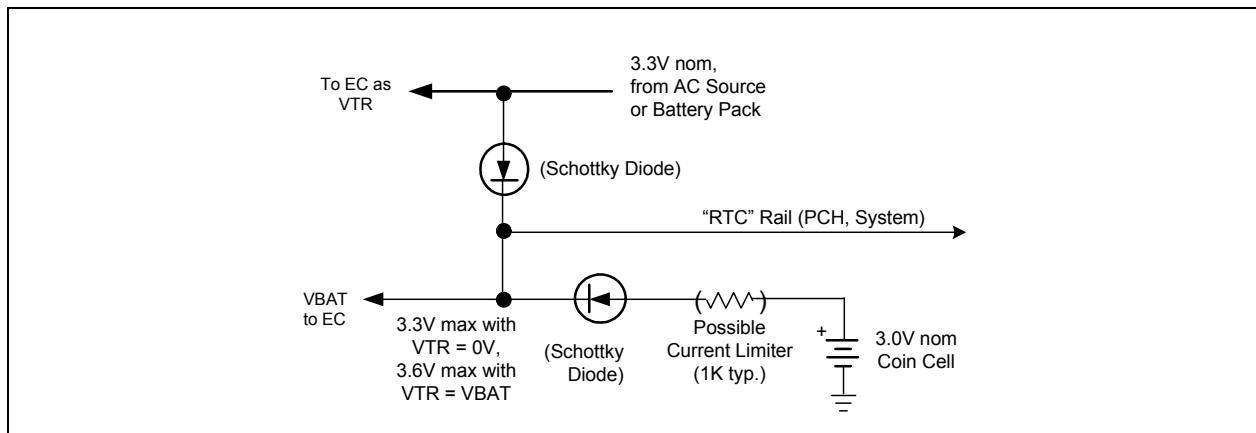 3.3V nom,
from AC Source
or Battery Pack
To EC as
VTR
(Schottky Diode)
“RTC” Rail (PCH, System)
VBAT
to EC
3.3V max with
VTR = 0V,
3.6V max with
VTR = VBAT
(Schottky
Diode)
( )
Possible
Current Limiter
(1K typ.)
+
3.0V nom
Coin Cell